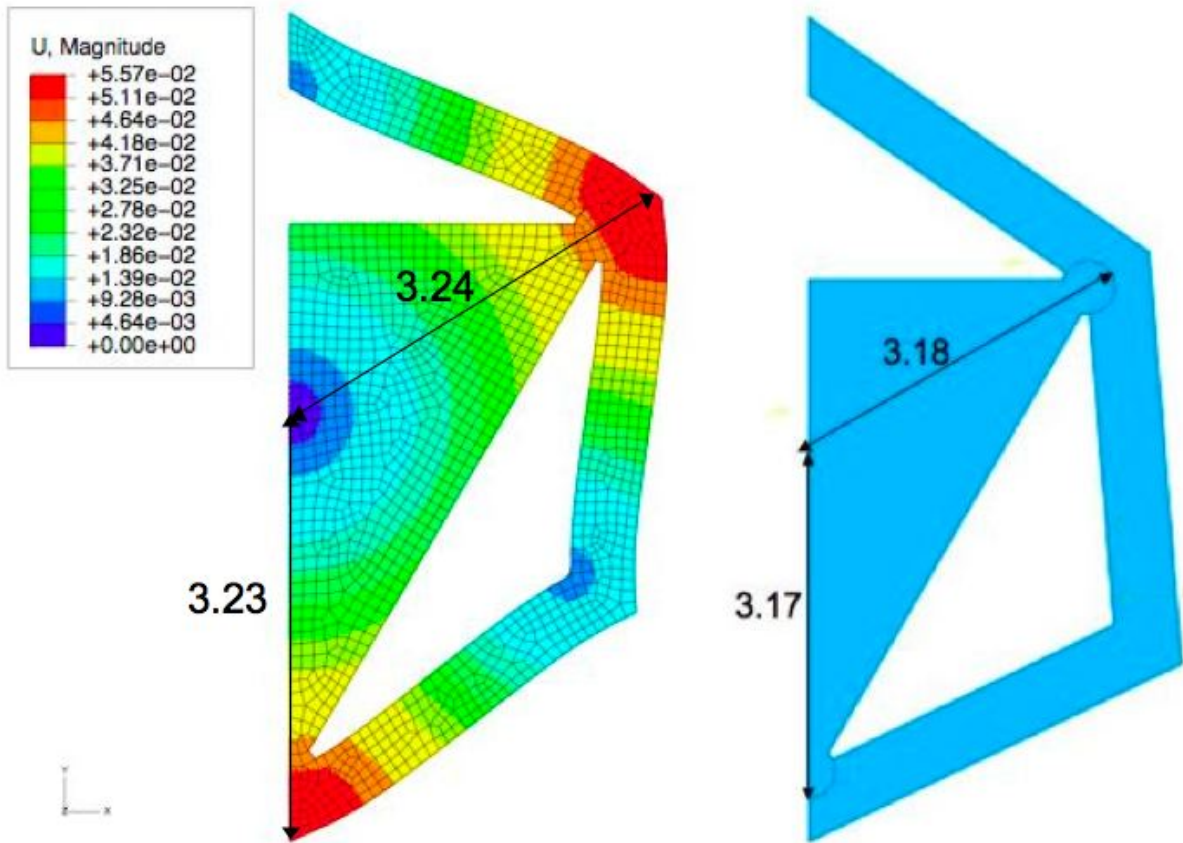 U, Magnitude
+5.57e−02
+5.11e−02
+4.64e−02
+4.18e−02
+3.71e−02
+3.25e−02
+2.78e−02
+2.32e−02
+1.86e−02
+1.39e−02
+9.28e−03
+4.64e−03
+0.00e+00
3.24
3.18
3.23
3.17
Y
Z
X